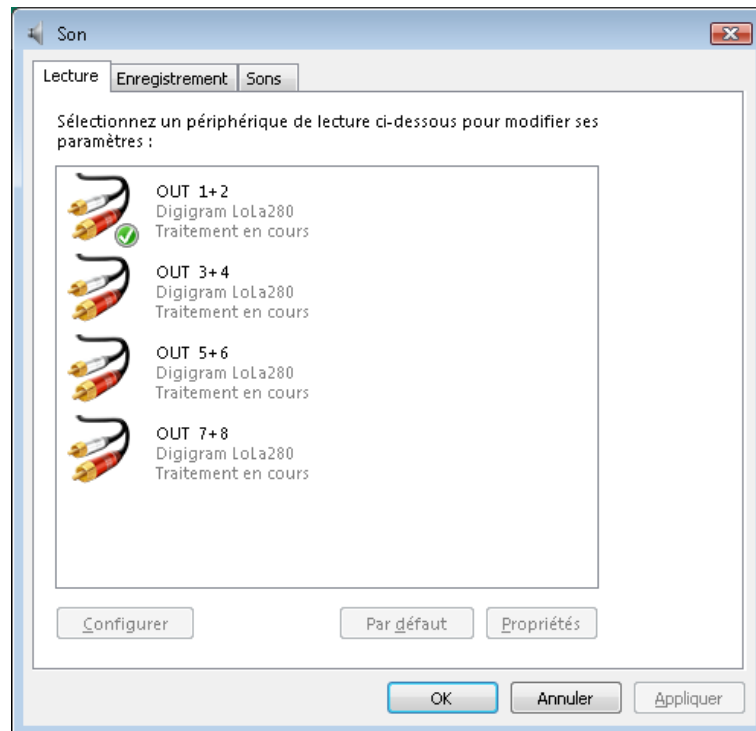 Son
Lecture Enregistrement Sons
Sélectionnez un périphérique de lecture ci-dessous pour modifier ses
paramètres :
OUT 1+2
Digigram LoLa280
Traitement en cours
OUT 3+4
Digigram LoLa280
Traitement en cours
OUT 5+6
Digigram LoLa280
Traitement en cours
OUT 7+8
Digigram LoLa280
Traitement en cours
Configurer Par défaut Propriétés
OK Annuler Appliquer